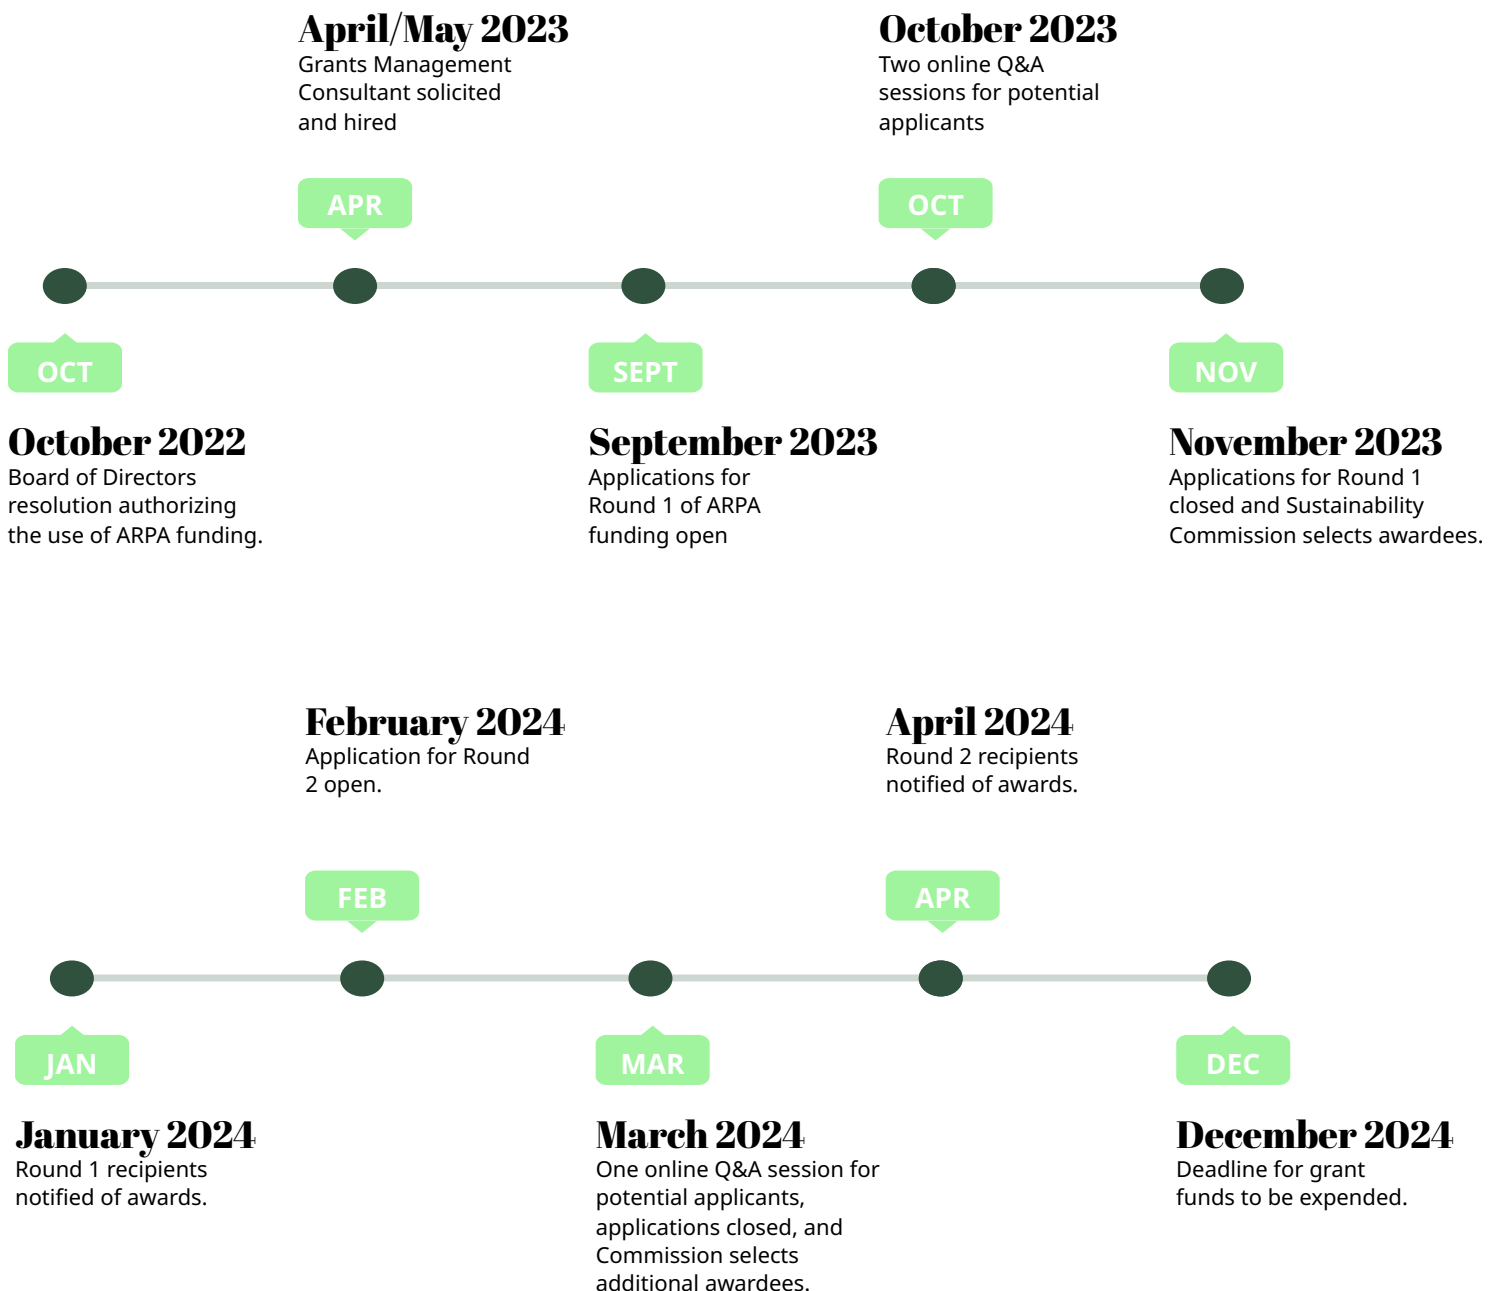 April/May 2023
Grants Management
Consultant solicited
and hired
October 2023
Two online Q&A
sessions for potential
applicants
APR
OCT
OCT
SEPT
NOV
October 2022
Board of Directors
resolution authorizing
the use of ARPA funding.
September 2023
Applications for
Round 1 of ARPA
funding open
November 2023
Applications for Round 1
closed and Sustainability
Commission selects awardees.
February 2024
Application for Round
2 open.
April 2024
Round 2 recipients
notified of awards.
FEB
APR
JAN
MAR
DEC
January 2024
Round 1 recipients
notified of awards.
March 2024
One online Q&A session for
potential applicants,
applications closed, and
Commission selects
additional awardees.
December 2024
Deadline for grant
funds to be expended.